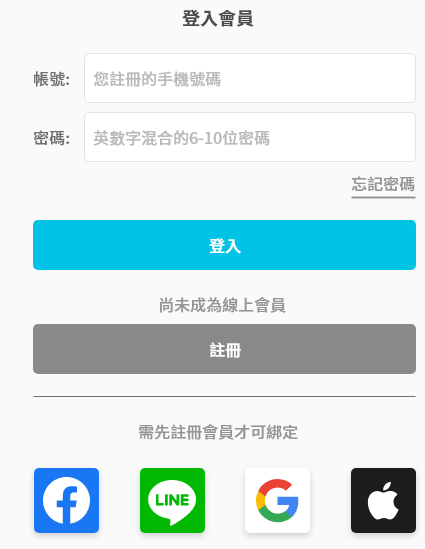 登入會員
帳號: 您註冊的手機號碼
密碼: 英數字混合的6-10位密碼
忘記密碼
登入
尚未成為線上會員
註冊
需先註冊會員才可綁定
LINE